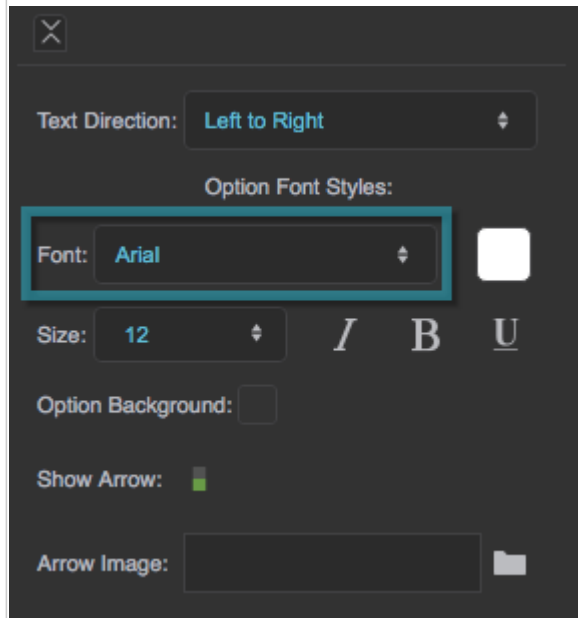 Text Direction: Left to Right
Option Font Styles:
Font: Arial
Size: 12 I B U
Option Background:
Show Arrow:
Arrow Image: